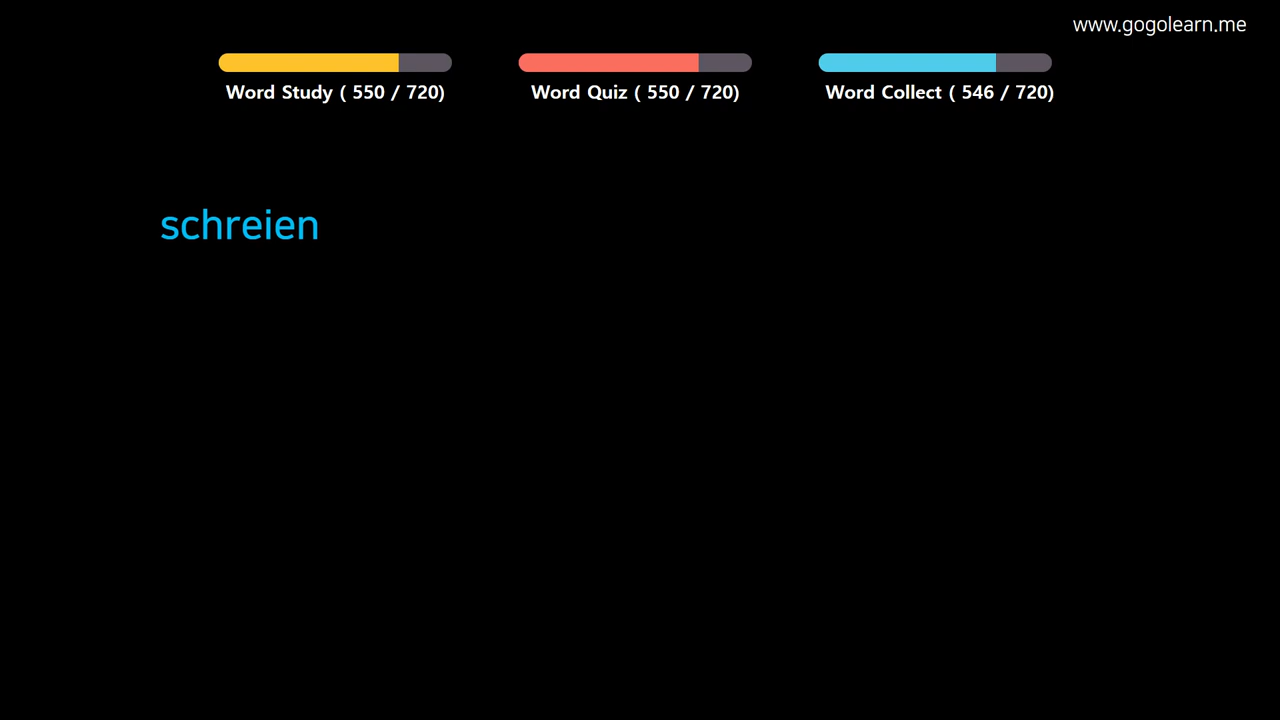 www.gogolearn.me
Word Study ( 550 / 720)
Word Quiz ( 550 / 720)
Word Collect ( 546 / 720)
schreien